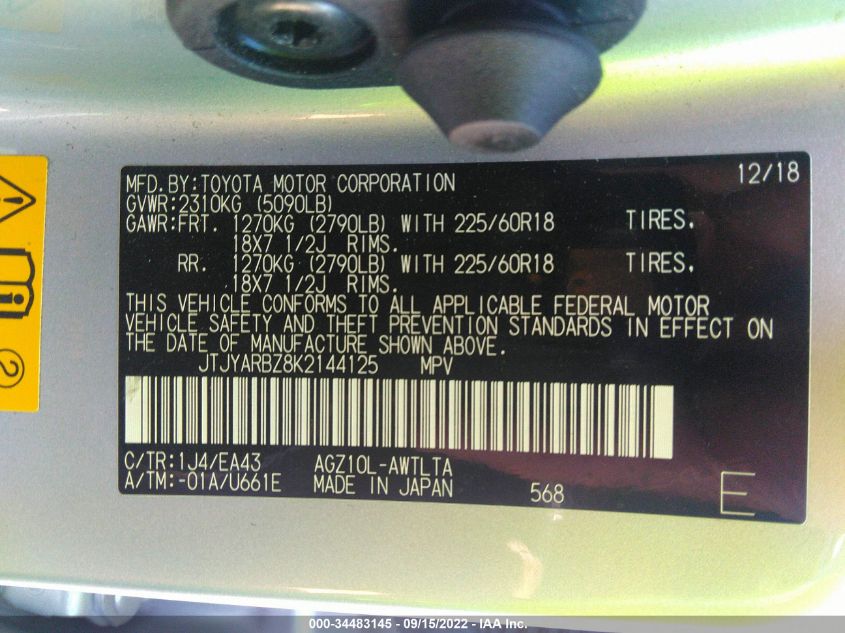 MFD.BY:TOYOTA MOTOR CORPORATION 12/18
GVWR:2310KG (5090LB)
GAWR:FRT. 1270KG (2790LB) WITH 225/60R18 TIRES,
18X7 1/2J RIMS.
RR. 1270KG (2790LB) WITH 225/60R18 TIRES,
18X7 1/2J RIMS.
THIS VEHICLE CONFORMS TO ALL APPLICABLE FEDERAL MOTOR
VEHICLE SAFETY AND THEFT PREVENTION STANDARDS IN EFFECT ON
THE DATE OF MANUFACTURE SHOWN ABOVE.
JTJYARBZ8K2144125 MPV
C/TR:1J4/EA43 AGZ10L-AWTLTA
A/TM:-01A/U661E MADE IN JAPAN 568 E
2
000-34483145 - 09/15/2022 - IAA Inc.